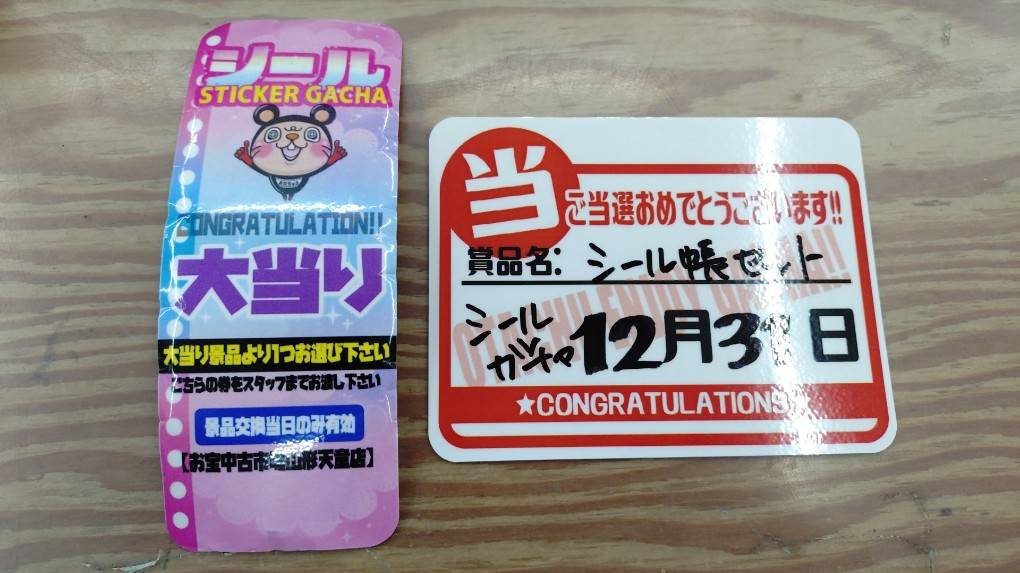 シール
STICKER GACHA
CONGRATULATION!!
大当り
大当り景品より1つお選び下さい
こちらの券をスタッフまでお渡し下さい
景品交換当日のみ有効
【お宝中古市場山形天童店】
当
ご当選おめでとうございます!!
賞品名: シール帳セット
シール
ガチャ
12月31日
★CONGRATULATIONS